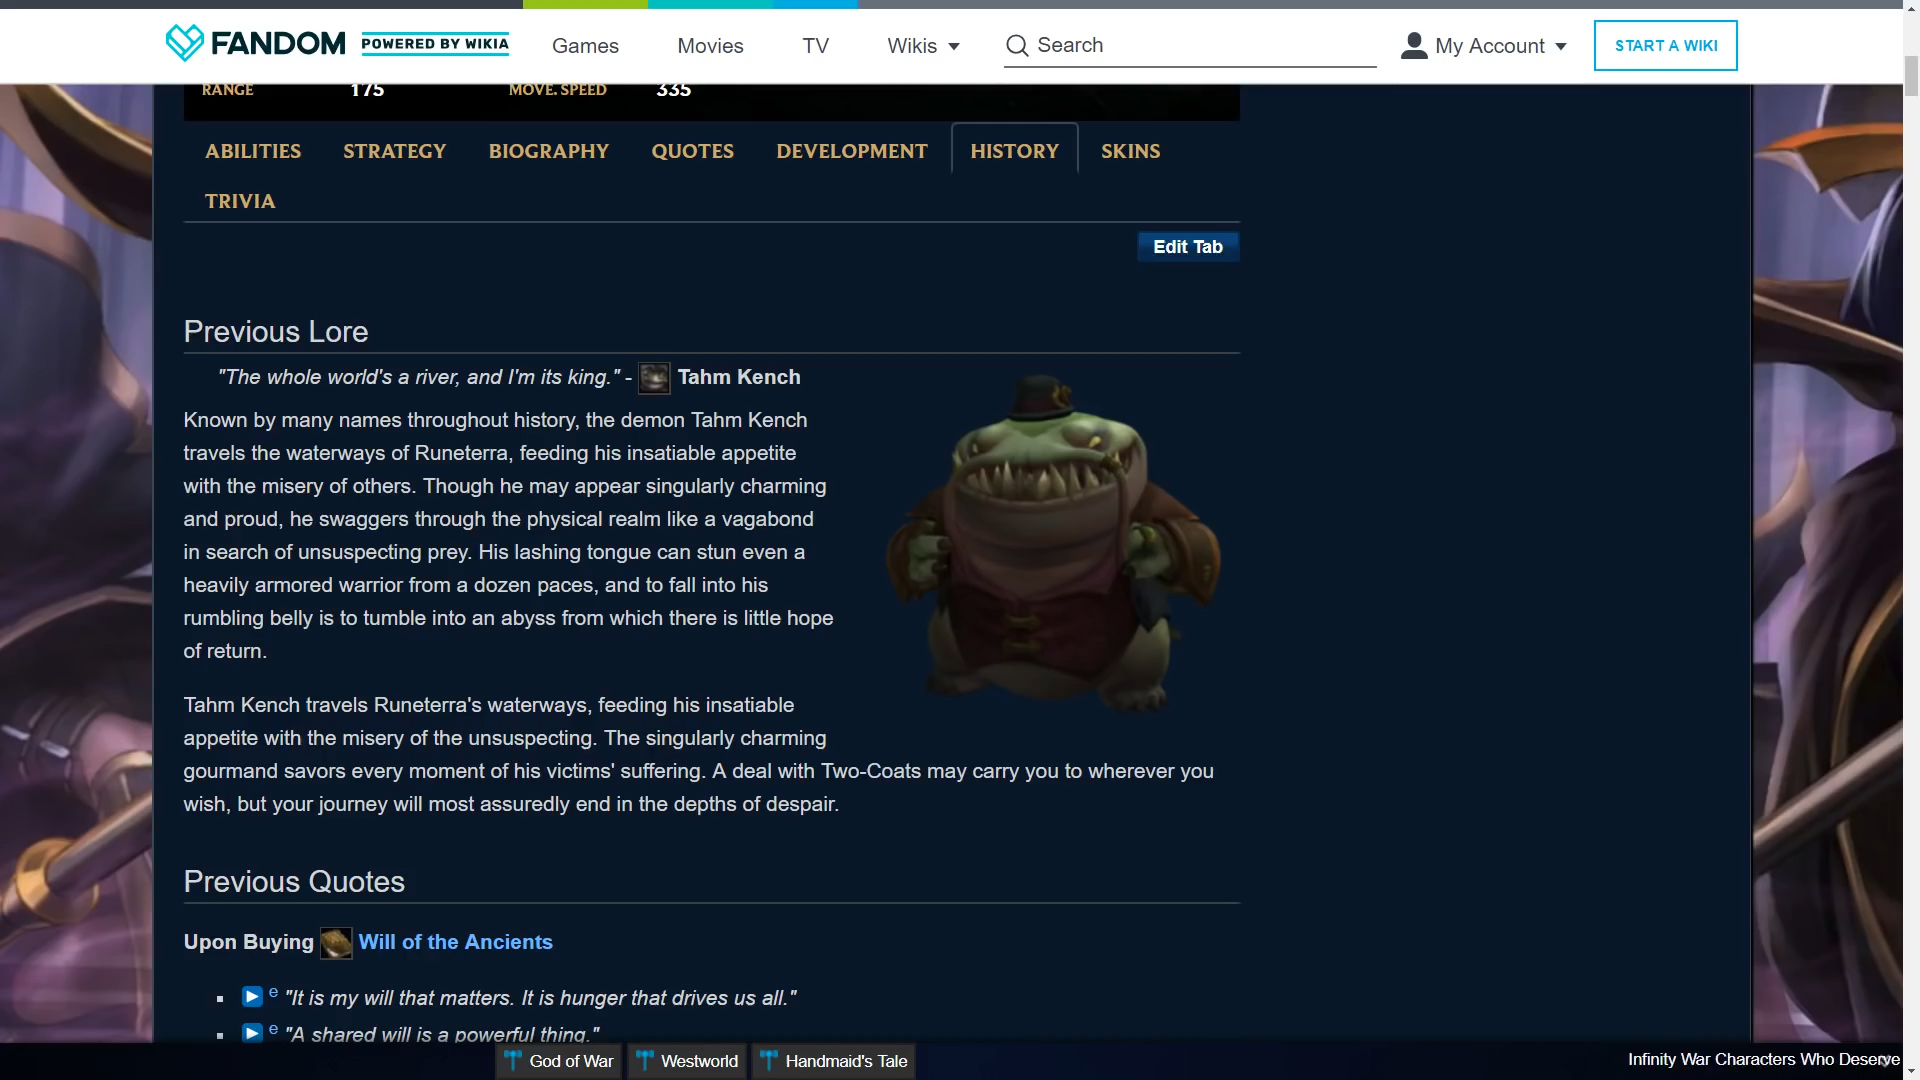 FANDOM POWERED BY WIKIA Games Movies TV Wikis Search My Account START A WIKI
RANGE 175 MOVE. SPEED 335
ABILITIES STRATEGY BIOGRAPHY QUOTES DEVELOPMENT HISTORY SKINS
TRIVIA
Edit Tab
Previous Lore
"The whole world's a river, and I'm its king." - Tahm Kench
Known by many names throughout history, the demon Tahm Kench
travels the waterways of Runeterra, feeding his insatiable appetite
with the misery of others. Though he may appear singularly charming
and proud, he swaggers through the physical realm like a vagabond
in search of unsuspecting prey. His lashing tongue can stun even a
heavily armored warrior from a dozen paces, and to fall into his
rumbling belly is to tumble into an abyss from which there is little hope
of return.
Tahm Kench travels Runeterra's waterways, feeding his insatiable
appetite with the misery of the unsuspecting. The singularly charming
gourmand savors every moment of his victims' suffering. A deal with Two-Coats may carry you to wherever you
wish, but your journey will most assuredly end in the depths of despair.
Previous Quotes
Upon Buying Will of the Ancients
e "It is my will that matters. It is hunger that drives us all."
e "A shared will is a powerful thing."
God of War Westworld Handmaid's Tale Infinity War Characters Who Deserve